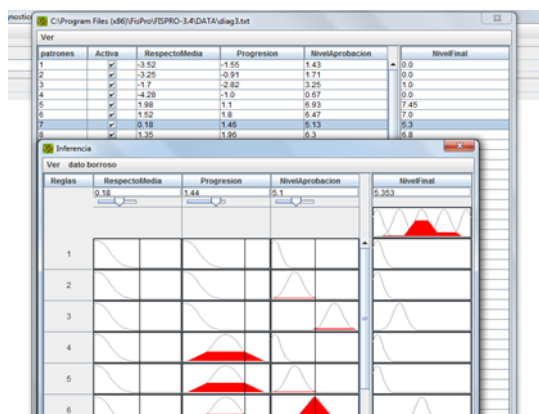 nostico
C:\Program Files (x86)\FisPro\FISPRO-3.4\DATA\diag3.txt
Ver
patrones Activa RespectoMedia Progresion NivelAprobacion NivelFinal
1 -3.52 -1.55 1.43 0.0
2 -3.25 -0.91 1.71 0.0
3 -1.7 -2.82 3.25 1.0
4 -4.28 -1.0 0.67 0.0
5 1.98 1.1 6.93 7.45
6 1.52 1.8 6.47 7.0
7 0.18 1.46 5.13 5.3
8 1.35 1.96 6.3 6.8
Inferencia
Ver dato borroso
Reglas RespectoMedia Progresion NivelAprobacion NivelFinal
0.18 1.44 5.1 5.353
1
2
3
4
5
6